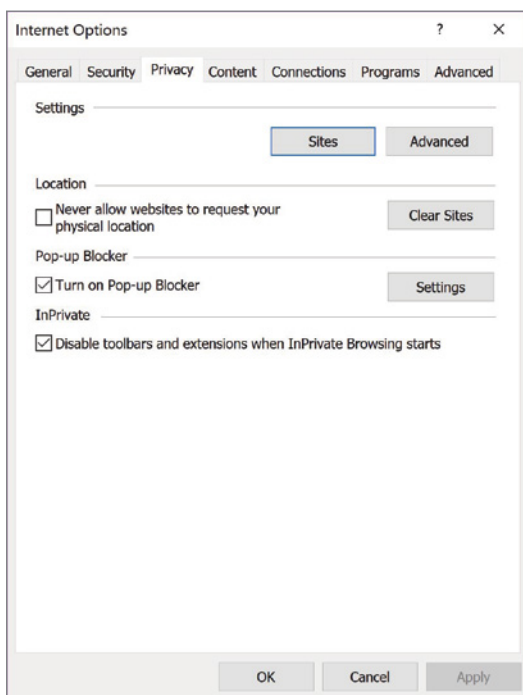 Internet Options ?
General Security Privacy Content Connections Programs Advanced
Settings
Sites Advanced
Location
Never allow websites to request your
physical location
Clear Sites
Pop-up Blocker
Turn on Pop-up Blocker Settings
InPrivate
Disable toolbars and extensions when InPrivate Browsing starts
OK Cancel Apply